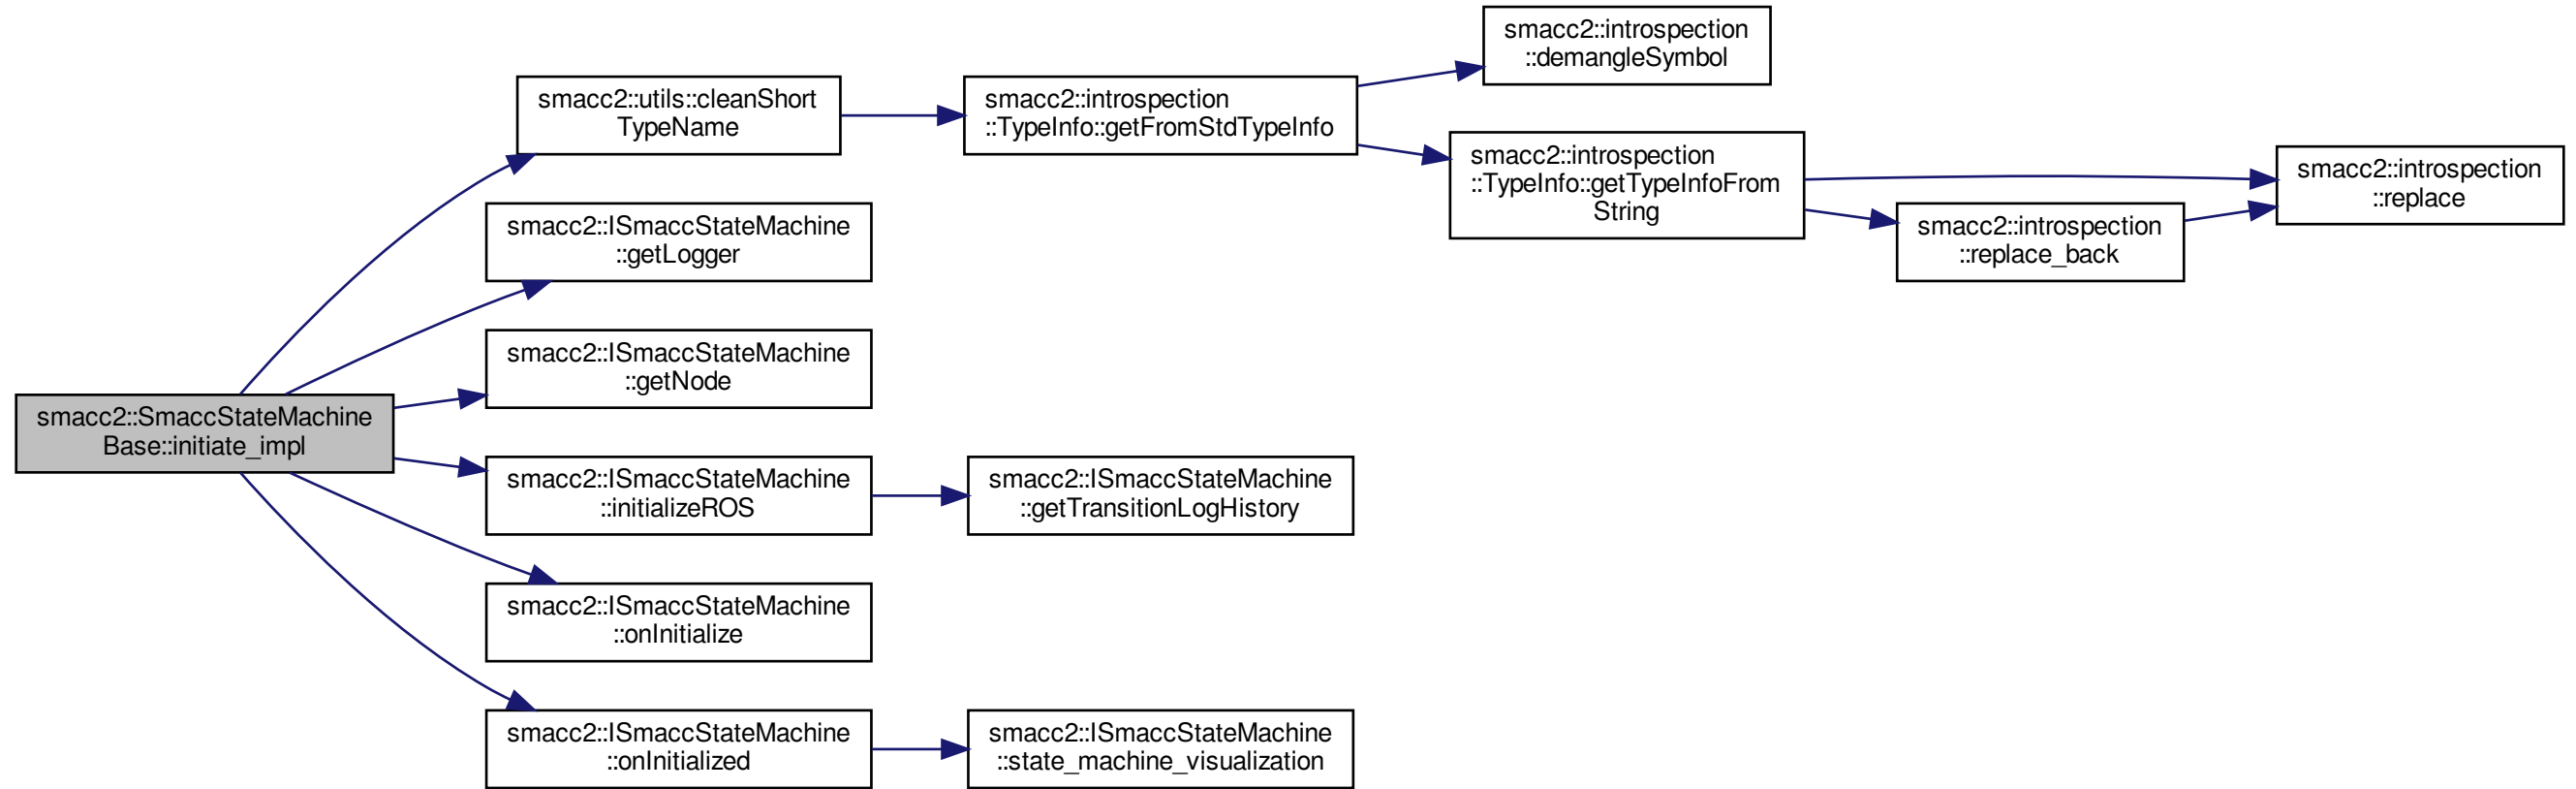 smacc2::SmaccStateMachine
Base::initiate_impl
smacc2::utils::cleanShort
TypeName
smacc2::introspection
::TypeInfo::getFromStdTypeInfo
smacc2::introspection
::demangleSymbol
smacc2::introspection
::TypeInfo::getTypeInfoFrom
String
smacc2::introspection
::replace
smacc2::introspection
::replace_back
smacc2::ISmaccStateMachine
::getLogger
smacc2::ISmaccStateMachine
::getNode
smacc2::ISmaccStateMachine
::initializeROS
smacc2::ISmaccStateMachine
::getTransitionLogHistory
smacc2::ISmaccStateMachine
::onInitialize
smacc2::ISmaccStateMachine
::onInitialized
smacc2::ISmaccStateMachine
::state_machine_visualization